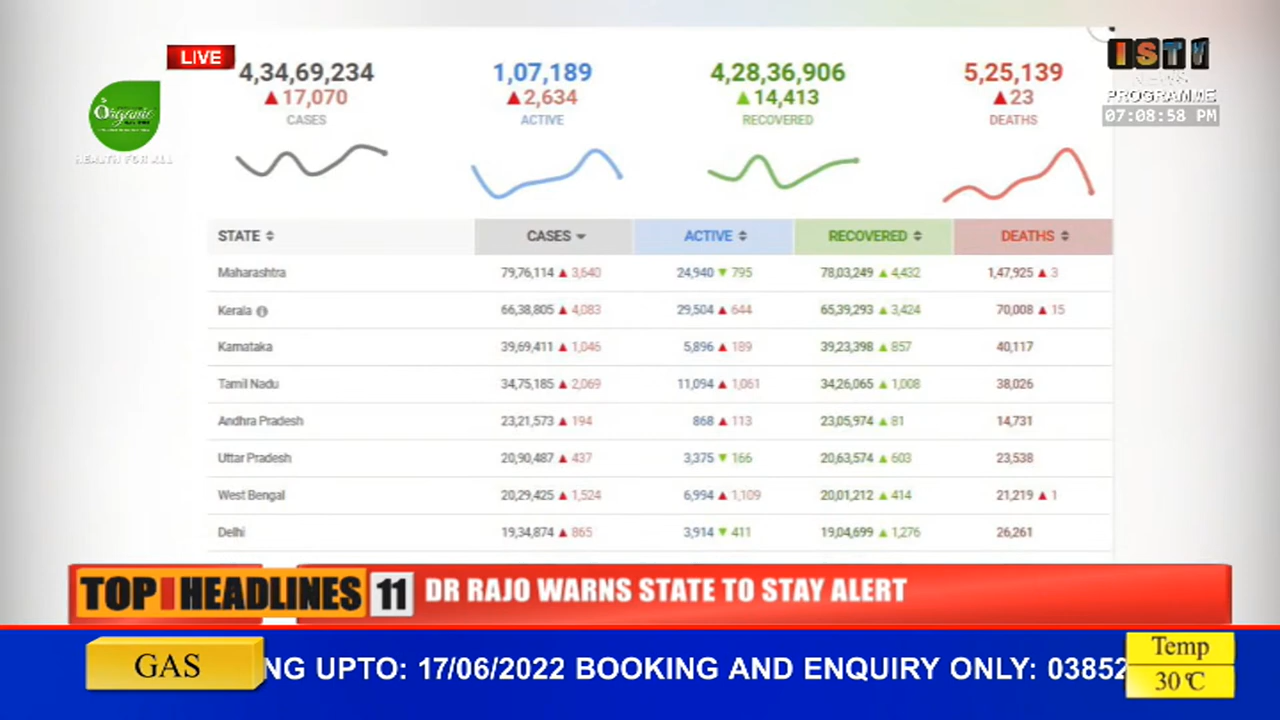 LIVE
4,34,69,234 1,07,189 4,28,36,906 5,25,139
▲17,070 ▲2,634 ▲14,413 ▲23
CASES ACTIVE RECOVERED DEATHS
ISTV
NEWS
PROGRAMME
07:08:58 PM
Organic
HEALTH FOR ALL
STATE CASES ACTIVE RECOVERED DEATHS
Maharashtra 79,76,114 ▲ 3,640 24,940 ▼ 795 78,03,249 ▲ 4,432 1,47,925 ▲ 3
Kerala 66,38,805 ▲ 4,083 29,504 ▲ 644 65,39,293 ▲ 3,424 70,008 ▲ 15
Karnataka 39,69,411 ▲ 1,046 5,896 ▲ 189 39,23,398 ▲ 857 40,117
Tamil Nadu 34,75,185 ▲ 2,069 11,094 ▲ 1,061 34,26,065 ▲ 1,008 38,026
Andhra Pradesh 23,21,573 ▲ 194 868 ▲ 113 23,05,974 ▲ 81 14,731
Uttar Pradesh 20,90,487 ▲ 437 3,375 ▼ 166 20,63,574 ▲ 603 23,538
West Bengal 20,29,425 ▲ 1,524 6,994 ▲ 1,109 20,01,212 ▲ 414 21,219 ▲ 1
Delhi 19,34,874 ▲ 865 3,914 ▼ 411 19,04,699 ▲ 1,276 26,261
TOP HEADLINES 11 DR RAJO WARNS STATE TO STAY ALERT
GAS NG UPTO: 17/06/2022 BOOKING AND ENQUIRY ONLY: 03852
Temp
30℃